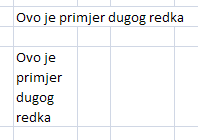 Ovo je primjer dugog redka
Ovo je
primjer
dugog
redka